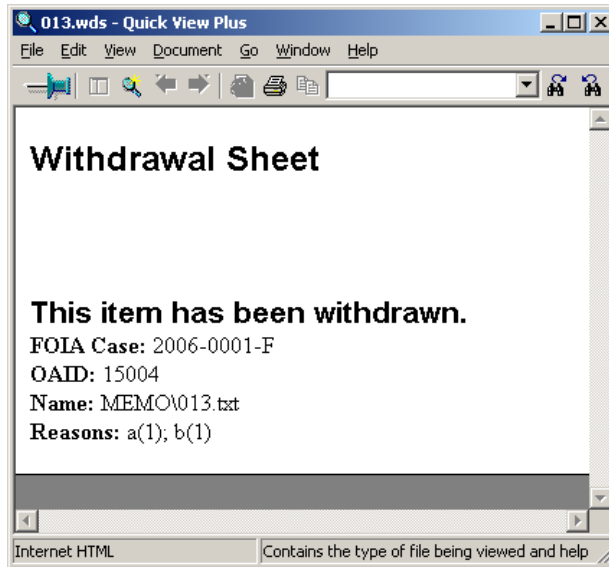 013.wds - Quick View Plus
File Edit View Document Go Window Help
Withdrawal Sheet
This item has been withdrawn.
FOIA Case: 2006-0001-F
OAID: 15004
Name: MEMO\013.txt
Reasons: a(1); b(1)
Internet HTML Contains the type of file being viewed and help